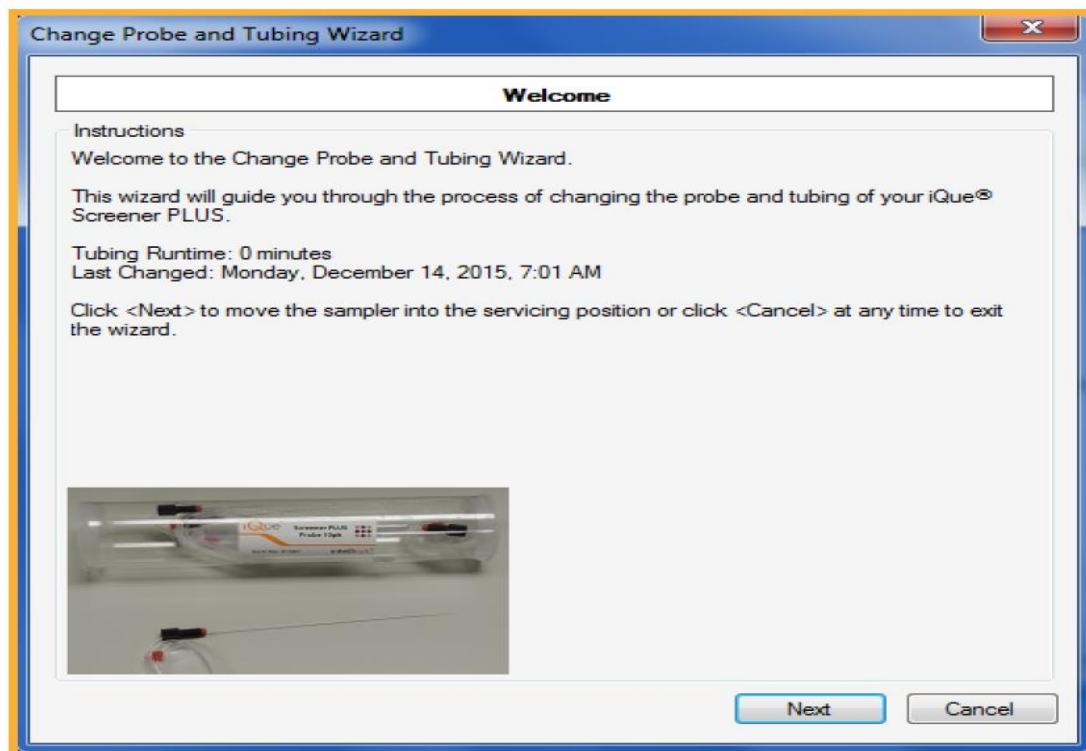 Change Probe and Tubing Wizard
Welcome
Instructions
Welcome to the Change Probe and Tubing Wizard.
This wizard will guide you through the process of changing the probe and tubing of your iQue®
Screener PLUS.
Tubing Runtime: 0 minutes
Last Changed: Monday, December 14, 2015, 7:01 AM
Click <Next> to move the sampler into the servicing position or click <Cancel> at any time to exit
the wizard.
iQue
Screener PLUS
Next
Cancel